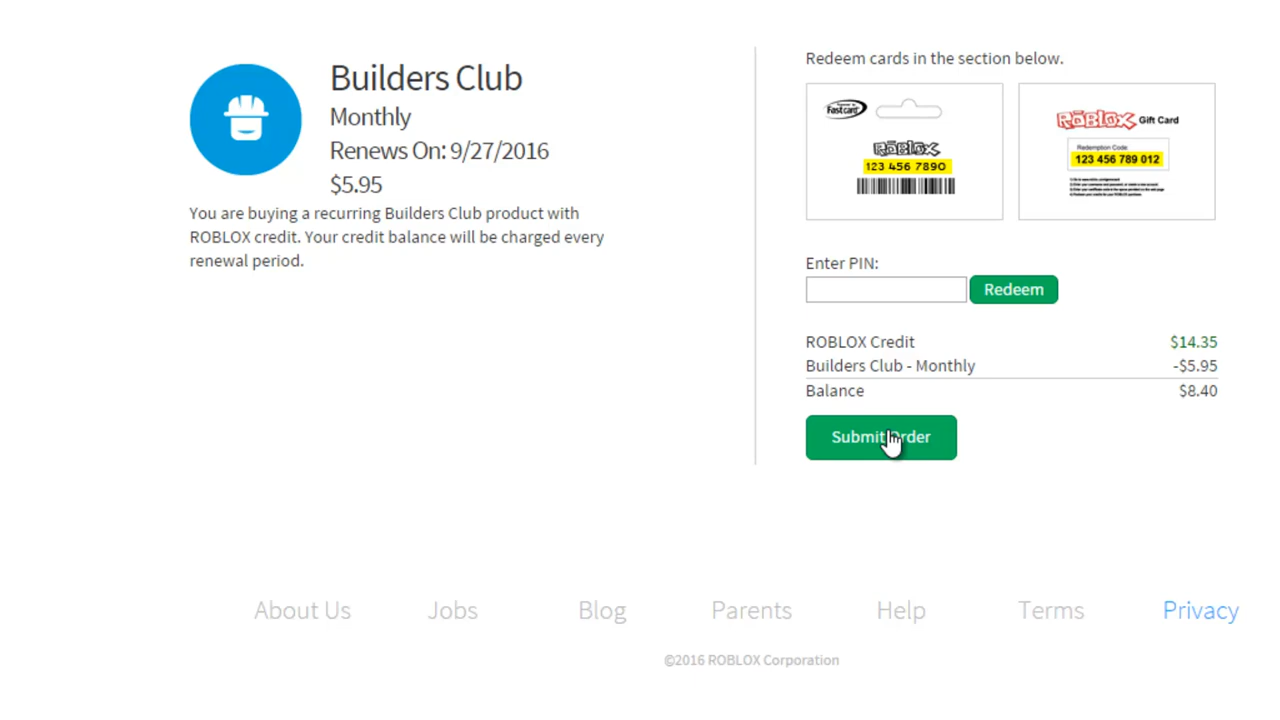 Builders Club
Monthly
Renews On: 9/27/2016
$5.95
You are buying a recurring Builders Club product with
ROBLOX credit. Your credit balance will be charged every
renewal period.
Redeem cards in the section below.
Fastcard
ROBLOX
123 456 7890
ROBLOX Gift Card
Redemption Code:
123 456 789 012
Enter PIN:
Redeem
ROBLOX Credit $14.35
Builders Club - Monthly -$5.95
Balance $8.40
Submit Order
About Us Jobs Blog Parents Help Terms Privacy
©2016 ROBLOX Corporation